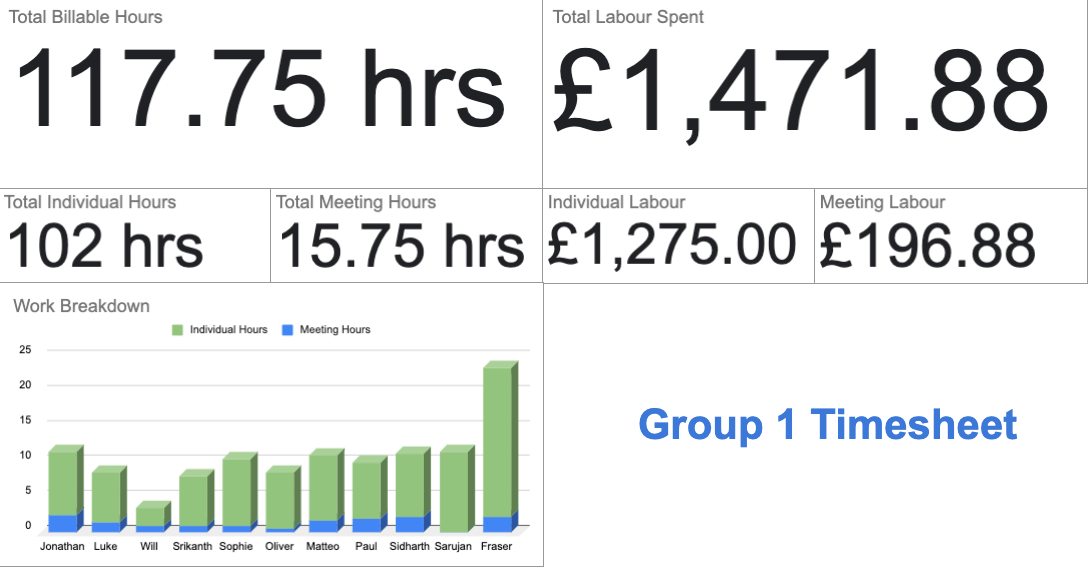 Total Billable Hours
117.75 hrs
Total Labour Spent
£1,471.88
Total Individual Hours
102 hrs
Total Meeting Hours
15.75 hrs
Individual Labour
£1,275.00
Meeting Labour
£196.88
Work Breakdown
Individual Hours Meeting Hours
25
20
15
10
5
0
Jonathan Luke Will Srikanth Sophie Oliver Matteo Paul Sidharth Sarujan Fraser
Group 1 Timesheet